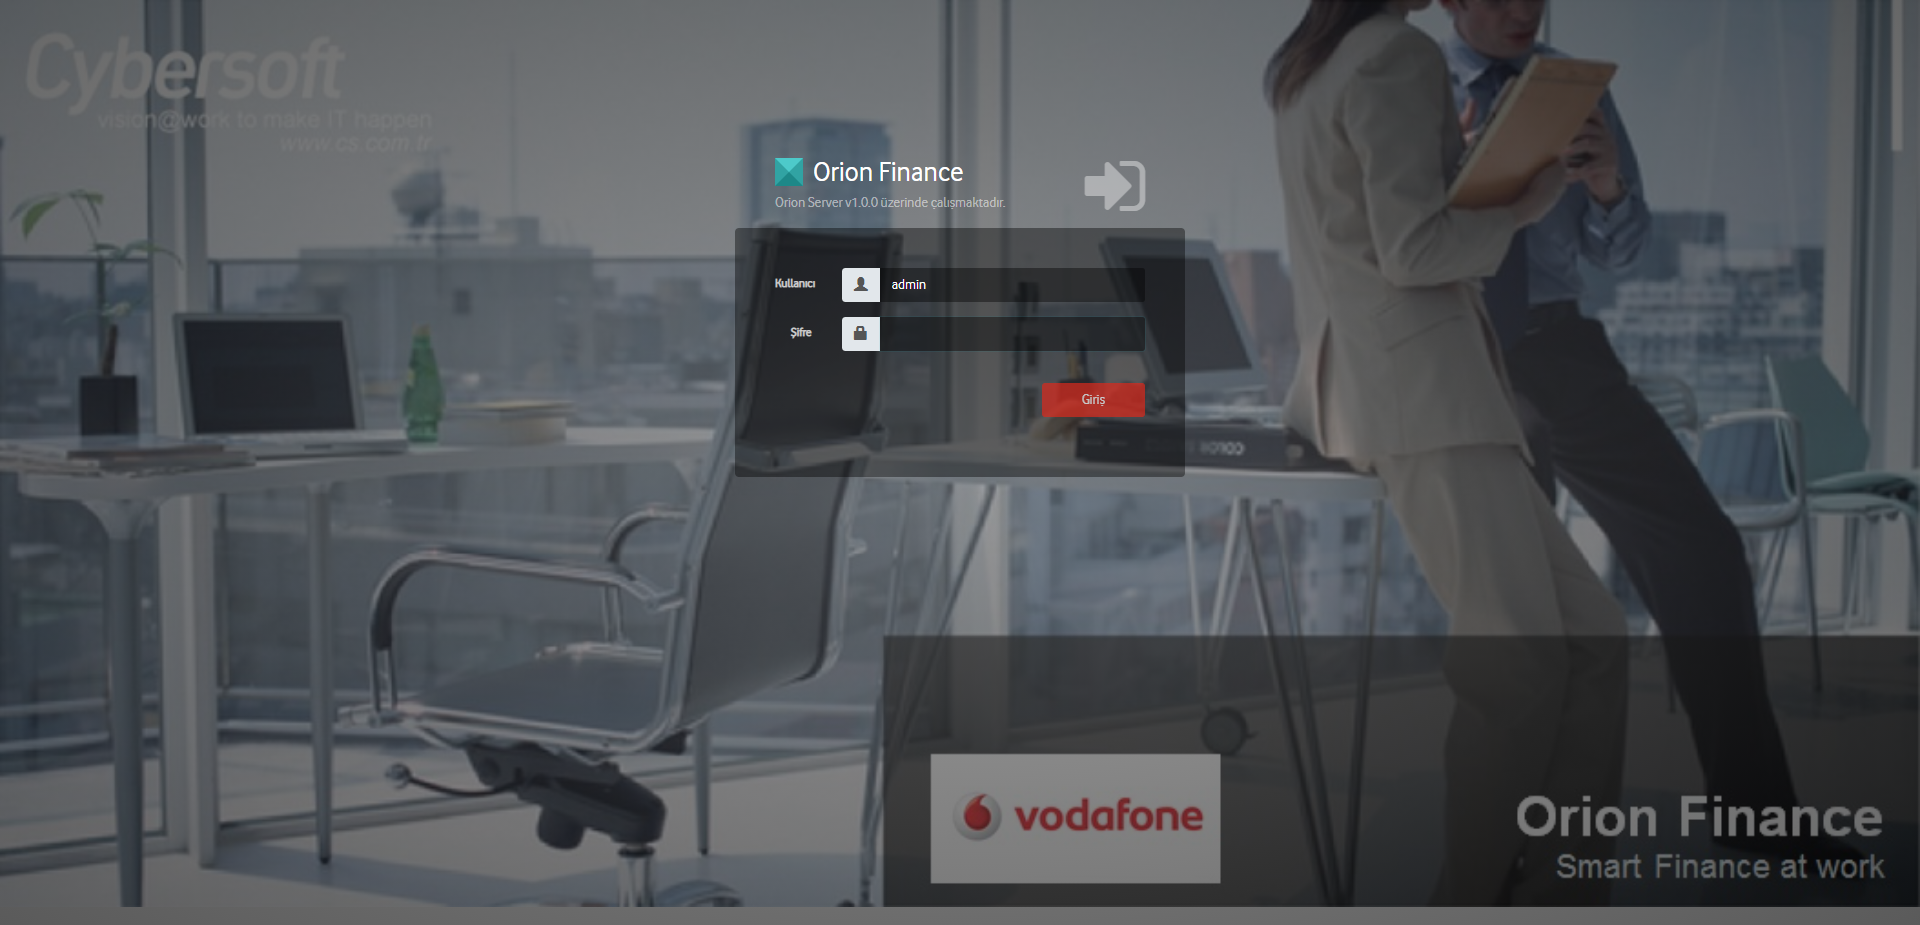 Cybersoft
vision@work to make IT happen
www.cs.com.tr
Orion Finance
Orion Server v1.0.0 üzerinde çalışmaktadır.
Kullanıcı
admin
Şifre
Giriş
vodafone
Orion Finance
Smart Finance at work